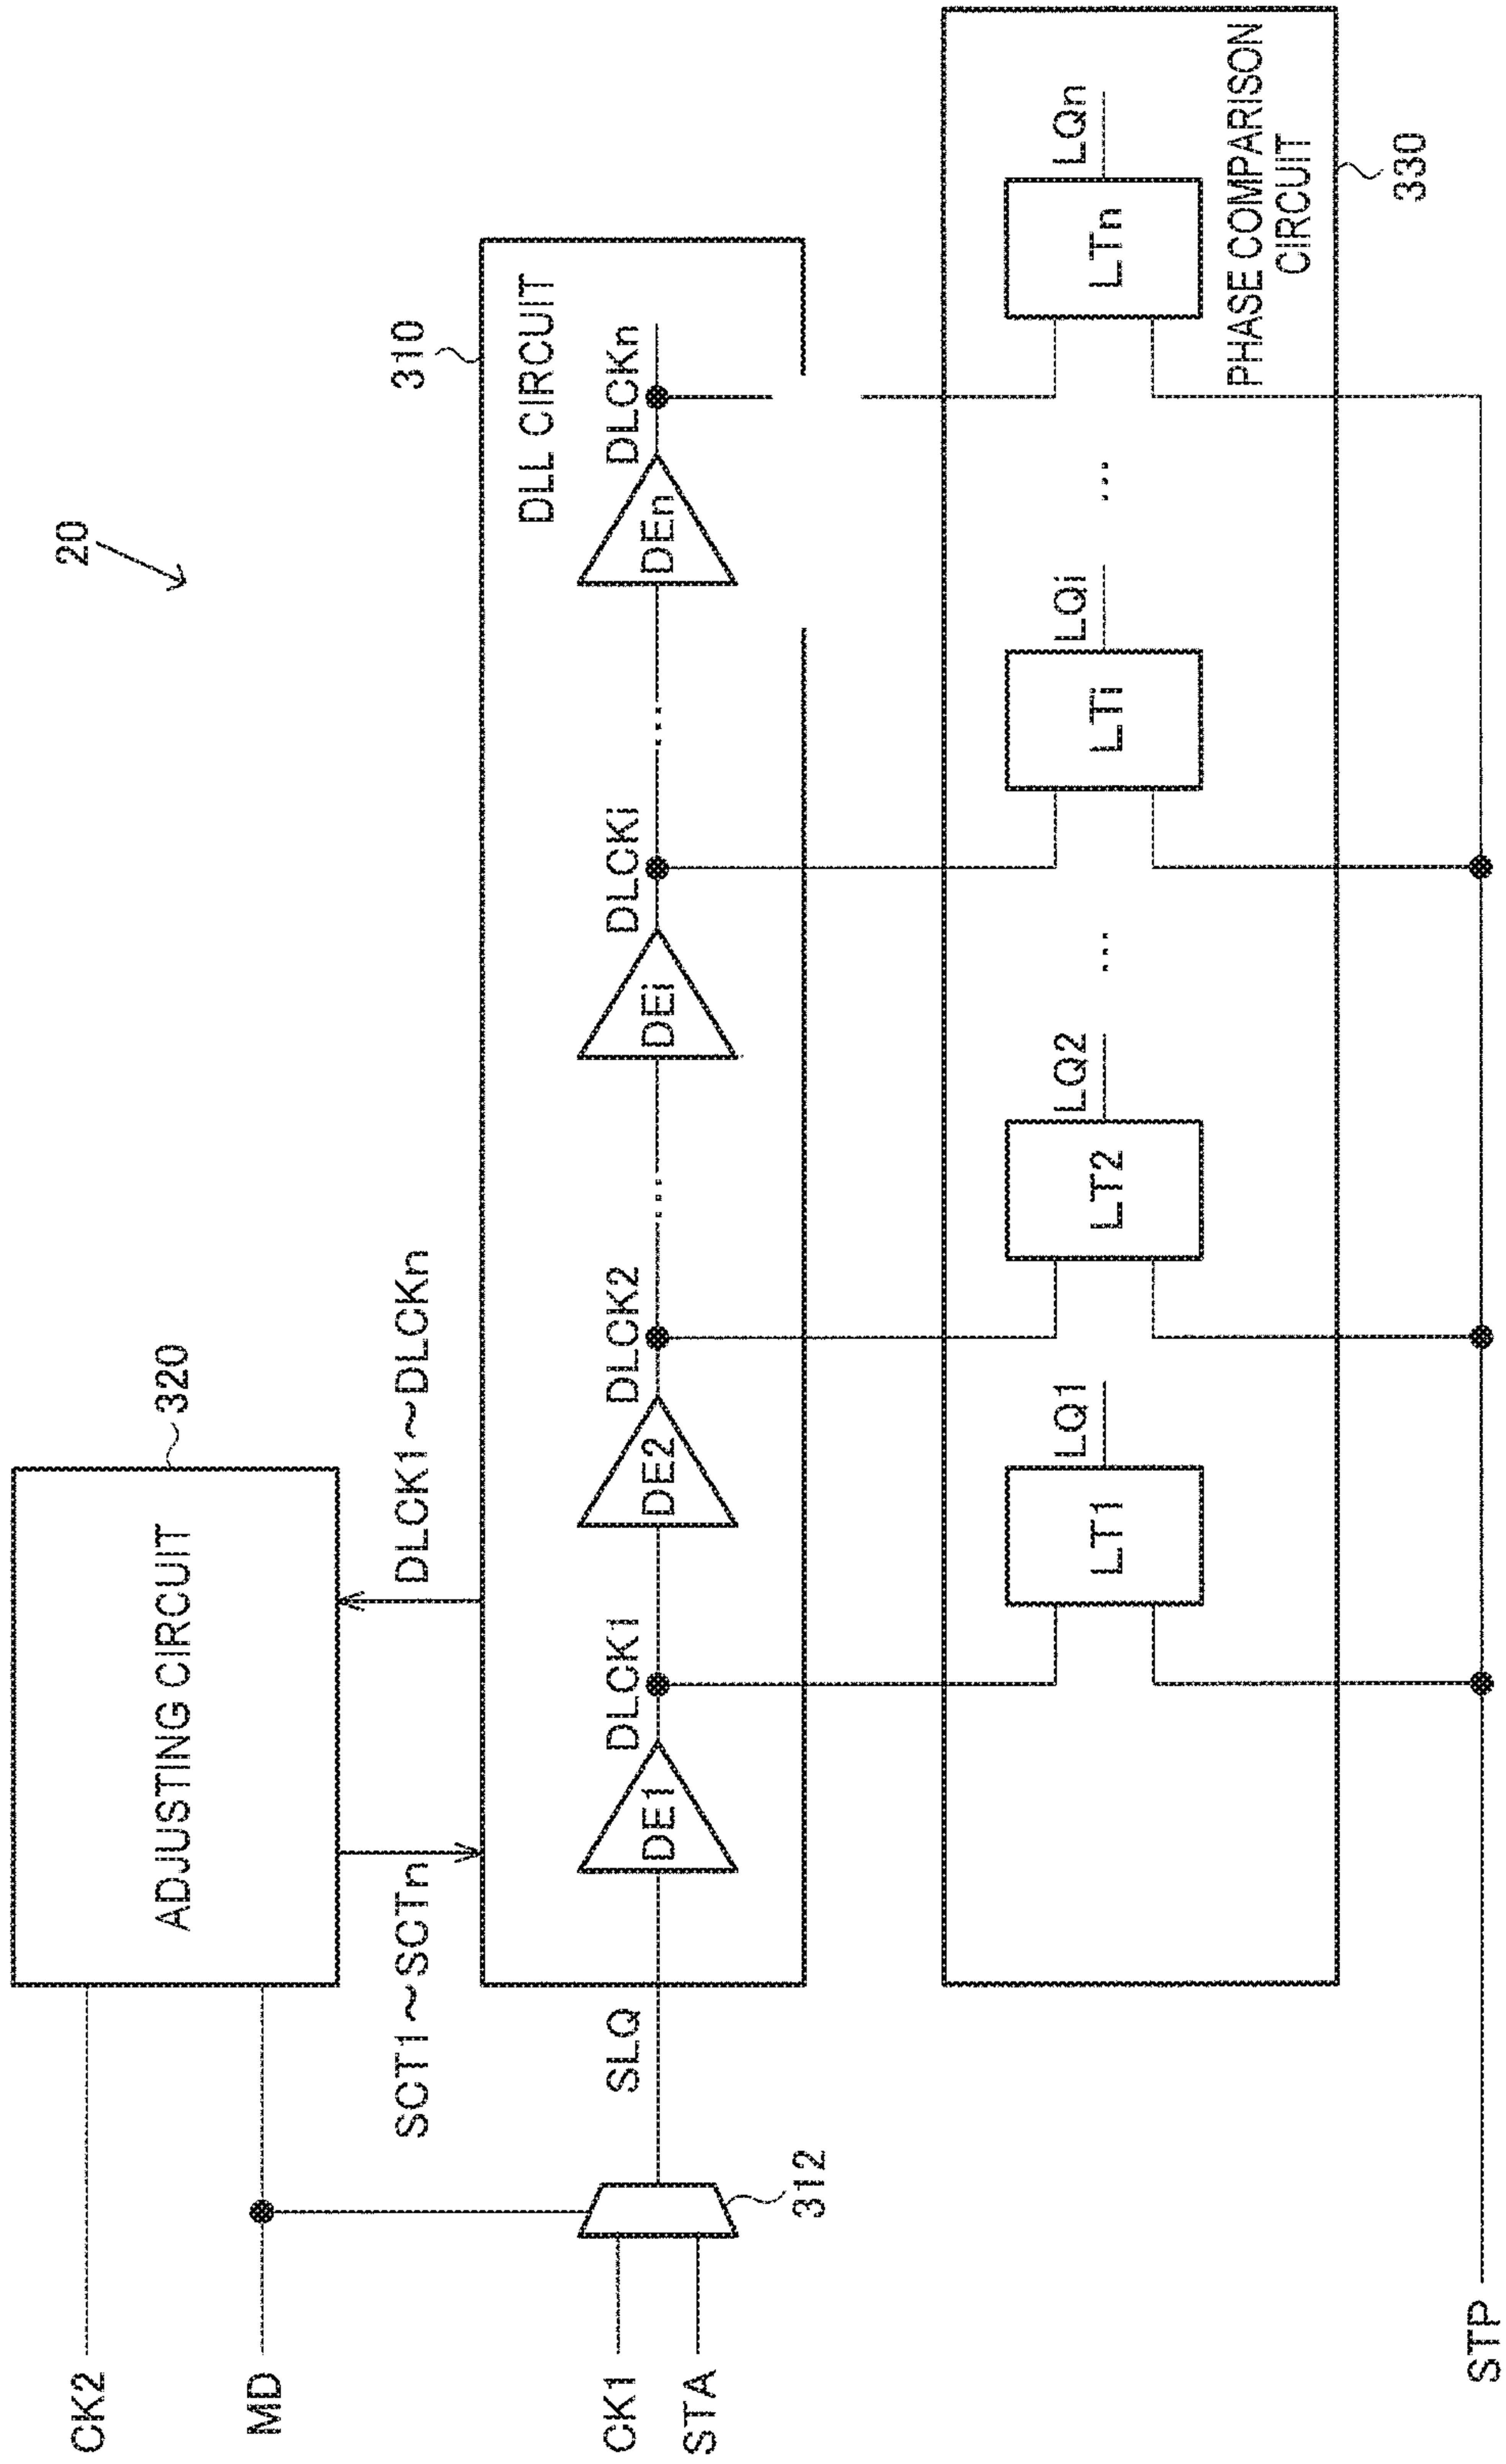 20
CK2
MD
ADJUSTING CIRCUIT
320
SCT1~SCTn
DLCK1~DLCKn
310
DLL CIRCUIT
CK1
STA
312
SLQ
DE1
DLCK1
DE2
DLCK2
...
DEi
DLCKi
...
DEn
DLCKn
LT1
LQ1
LT2
LQ2
...
LTi
LQi
...
LTn
LQn
PHASE COMPARISON
CIRCUIT
330
STP